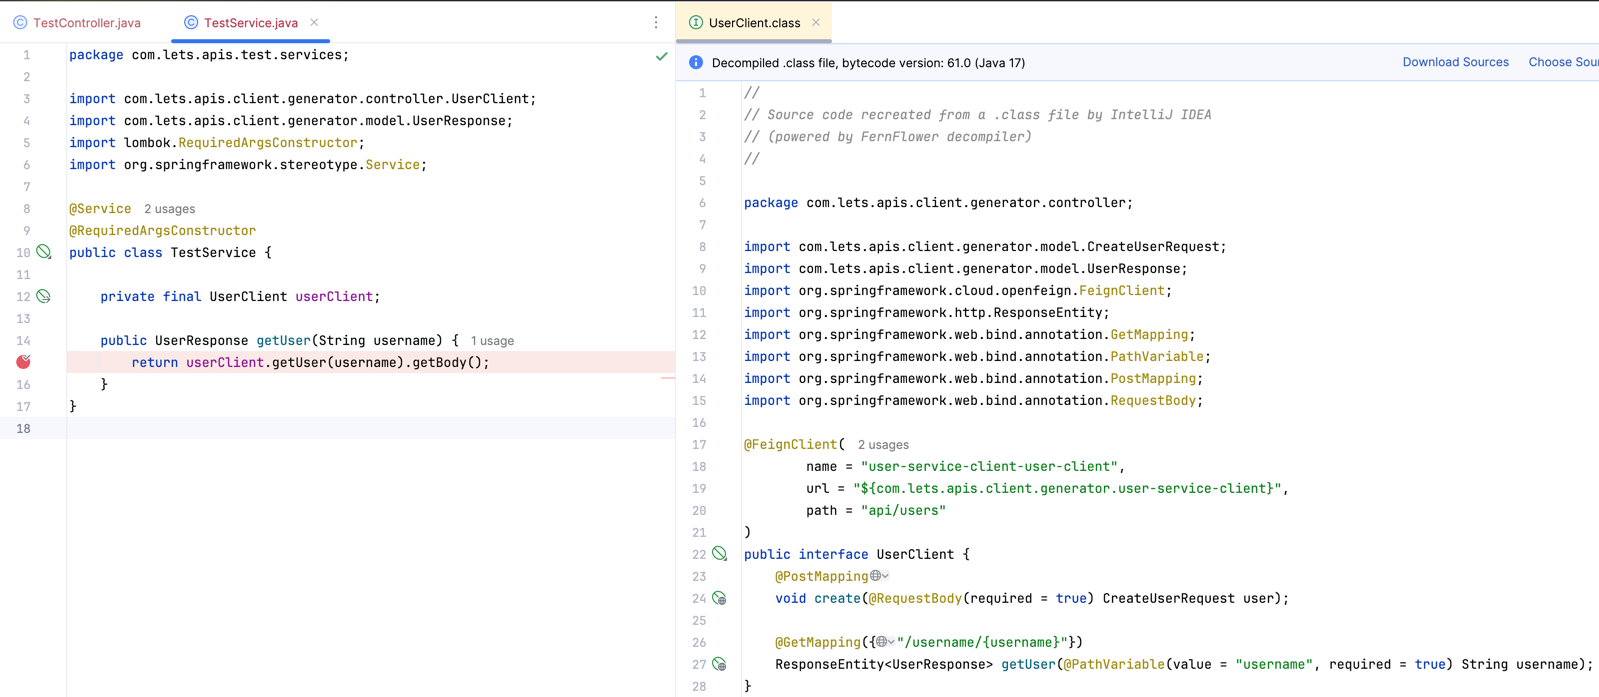 TestController.java
TestService.java
1 package com.lets.apis.test.services;
2
3 import com.lets.apis.client.generator.controller.UserClient;
4 import com.lets.apis.client.generator.model.UserResponse;
5 import lombok.RequiredArgsConstructor;
6 import org.springframework.stereotype.Service;
7
8 @Service 2 usages
9 @RequiredArgsConstructor
10 public class TestService {
11
12 private final UserClient userClient;
13
14 public UserResponse getUser(String username) { 1 usage
return userClient.getUser(username).getBody();
16 }
17 }
18
UserClient.class
Decompiled .class file, bytecode version: 61.0 (Java 17) Download Sources Choose Sour
1 //
2 // Source code recreated from a .class file by IntelliJ IDEA
3 // (powered by FernFlower decompiler)
4 //
5
6 package com.lets.apis.client.generator.controller;
7
8 import com.lets.apis.client.generator.model.CreateUserRequest;
9 import com.lets.apis.client.generator.model.UserResponse;
10 import org.springframework.cloud.openfeign.FeignClient;
11 import org.springframework.http.ResponseEntity;
12 import org.springframework.web.bind.annotation.GetMapping;
13 import org.springframework.web.bind.annotation.PathVariable;
14 import org.springframework.web.bind.annotation.PostMapping;
15 import org.springframework.web.bind.annotation.RequestBody;
16
17 @FeignClient( 2 usages
18 name = "user-service-client-user-client",
19 url = "${com.lets.apis.client.generator.user-service-client}",
20 path = "api/users"
21 )
22 public interface UserClient {
23 @PostMapping
24 void create(@RequestBody(required = true) CreateUserRequest user);
25
26 @GetMapping({"/username/{username}"})
27 ResponseEntity<UserResponse> getUser(@PathVariable(value = "username", required = true) String username);
28 }